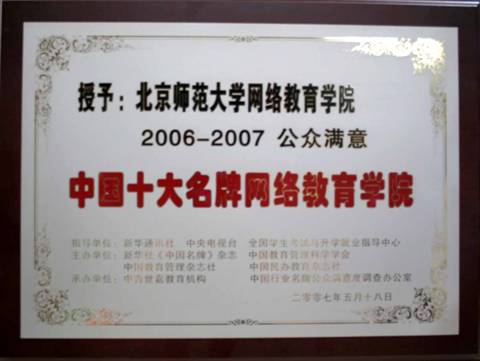 授予：北京师范大学网络教育学院
2006-2007 公众满意
中国十大名牌网络教育学院
指导单位：新华通讯社 中央电视台 全国学生考试与升学就业指导中心
主办单位：新华社《中国名牌》杂志 中国教育管理科学学会
中国教育管理杂志社 中国民办教育杂志社
承办单位：中育世嘉教育机构 中国行业名牌公众满意度调查办公室
二零零七年五月十八日